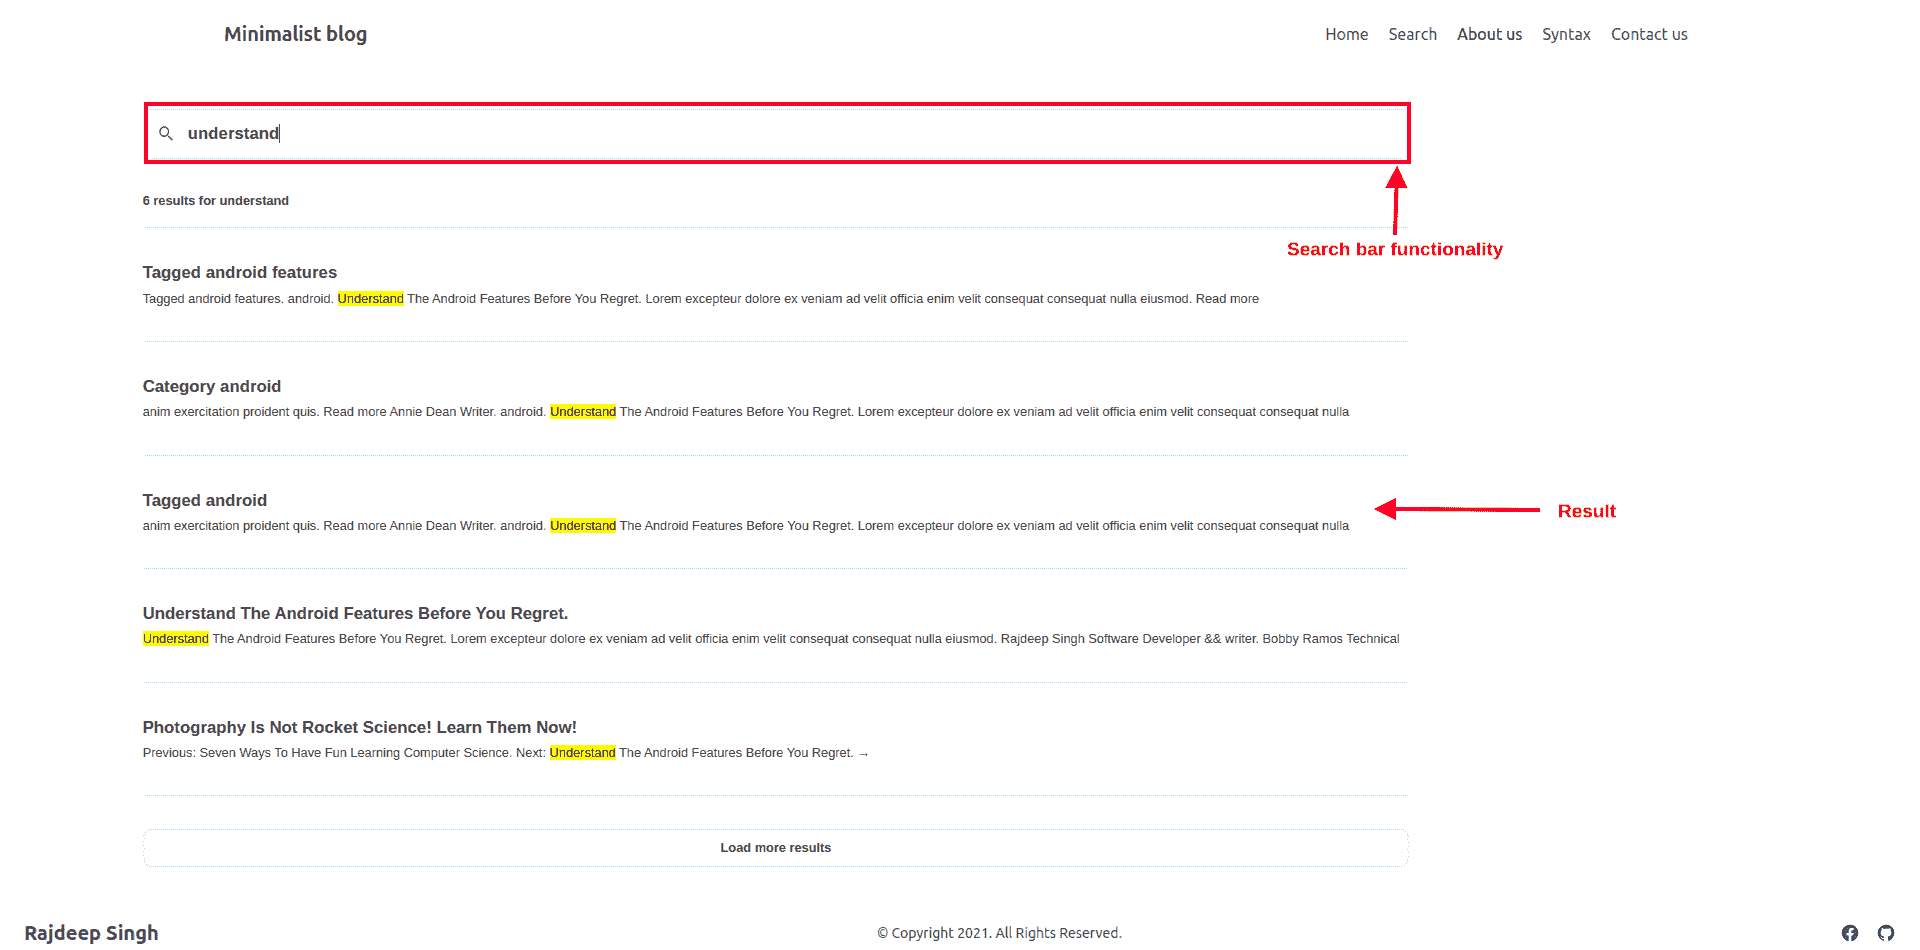 Minimalist blog
Home Search About us Syntax Contact us
understand
6 results for understand
Search bar functionality
Tagged android features
Tagged android features. android. Understand The Android Features Before You Regret. Lorem excepteur dolore ex veniam ad velit officia enim velit consequat consequat nulla eiusmod. Read more
Category android
anim exercitation proident quis. Read more Annie Dean Writer. android. Understand The Android Features Before You Regret. Lorem excepteur dolore ex veniam ad velit officia enim velit consequat consequat nulla
Tagged android
Result
anim exercitation proident quis. Read more Annie Dean Writer. android. Understand The Android Features Before You Regret. Lorem excepteur dolore ex veniam ad velit officia enim velit consequat consequat nulla
Understand The Android Features Before You Regret.
Understand The Android Features Before You Regret. Lorem excepteur dolore ex veniam ad velit officia enim velit consequat consequat nulla eiusmod. Rajdeep Singh Software Developer && writer. Bobby Ramos Technical
Photography Is Not Rocket Science! Learn Them Now!
Previous: Seven Ways To Have Fun Learning Computer Science. Next: Understand The Android Features Before You Regret. →
Load more results
Rajdeep Singh
© Copyright 2021. All Rights Reserved.